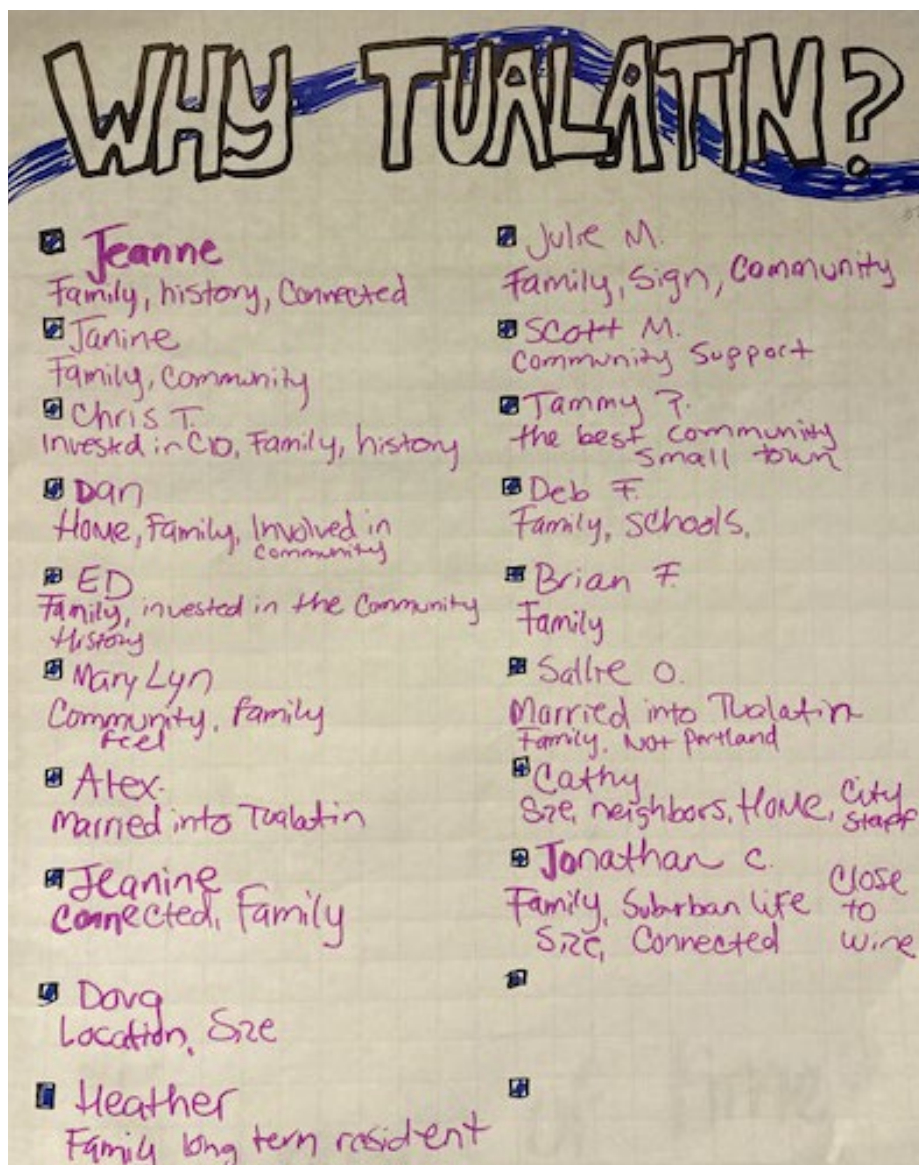 WHY TUALATIN?
Jeanne
Family, history, Connected
Janine
Family, Community
Chris T.
Invested in CIO, Family, history
Dan
Home, Family, Involved in
community
ED
Family, invested in the Community
History
Mary Lyn
Community, Family
feel
Alex
Married into Tualatin
Jeanine
Connected, Family
Doug
Location, Size
Heather
Family long term resident
Julie M.
Family, Sign, Community
Scott M.
Community Support
Tammy P.
the best community
small town
Deb F.
Family, Schools,
Brian F.
Family
Sallie O.
Married into Tualatin
Family, Not Portland
Cathy
Size, neighbors, Home, City
Staff
Jonathan C.
Family, Suburban Life
Size, Connected
Close
to
wine